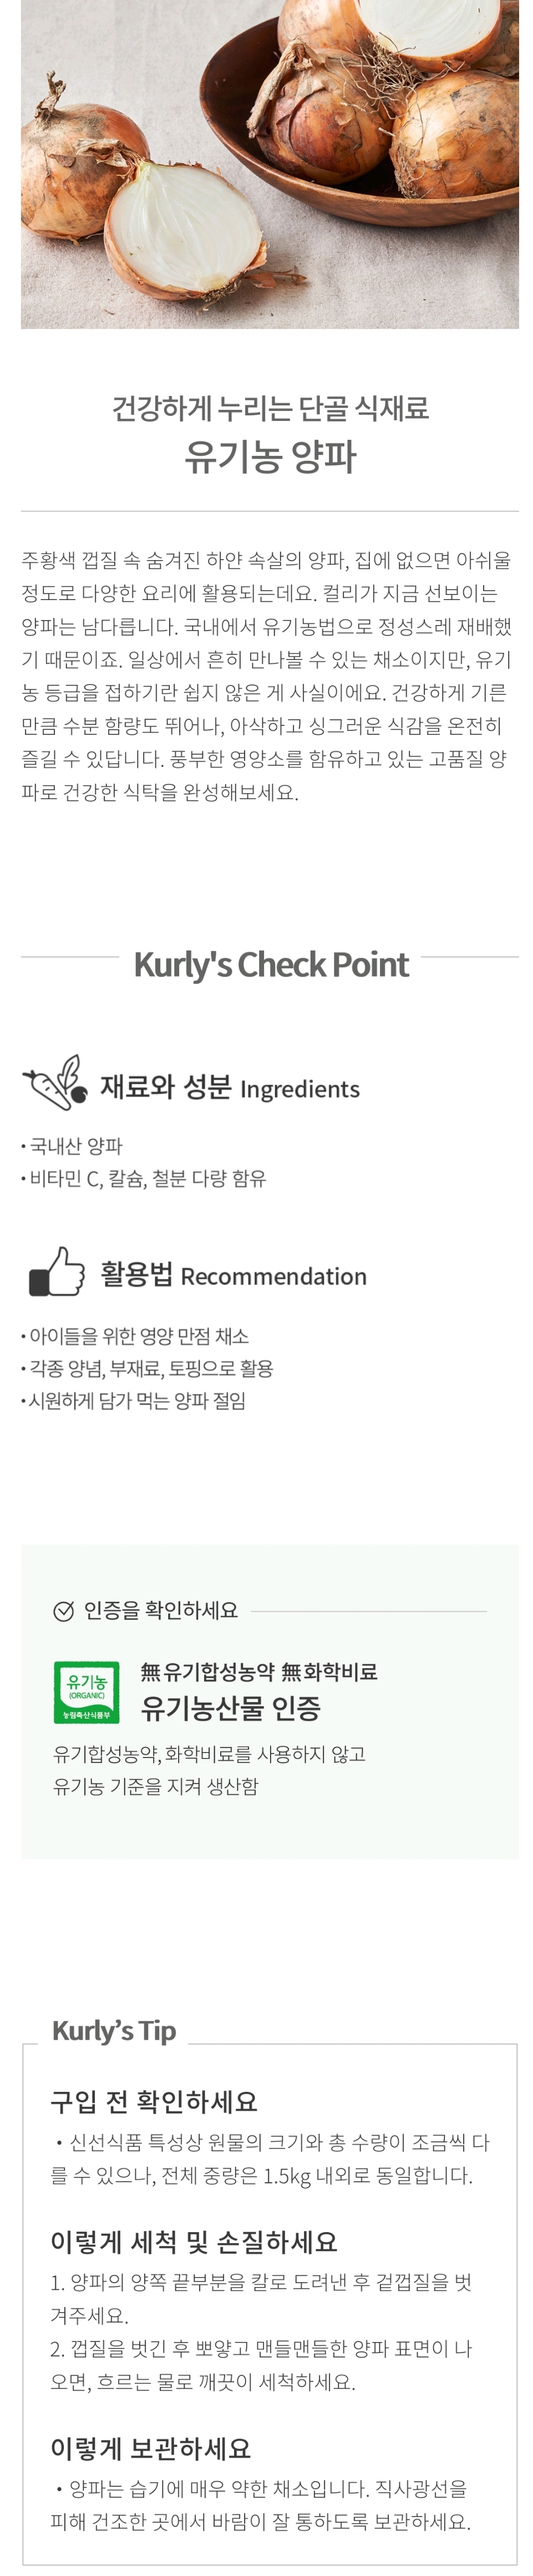 건강하게 누리는 단골 식재료
유기농 양파
주황색 껍질 속 숨겨진 하얀 속살의 양파, 집에 없으면 아쉬울
정도로 다양한 요리에 활용되는데요. 컬리가 지금 선보이는
양파는 남다릅니다. 국내에서 유기농법으로 정성스레 재배했
기 때문이죠. 일상에서 흔히 만나볼 수 있는 채소이지만, 유기
농 등급을 접하기란 쉽지 않은 게 사실이에요. 건강하게 기른
만큼 수분 함량도 뛰어나, 아삭하고 싱그러운 식감을 온전히
즐길 수 있답니다. 풍부한 영양소를 함유하고 있는 고품질 양
파로 건강한 식탁을 완성해보세요.
Kurly's Check Point
재료와 성분 Ingredients
• 국내산 양파
• 비타민 C, 칼슘, 철분 다량 함유
활용법 Recommendation
• 아이들을 위한 영양 만점 채소
• 각종 양념, 부재료, 토핑으로 활용
• 시원하게 담가 먹는 양파 절임
인증을 확인하세요
유기농
(ORGANIC)
농림축산식품부
無유기합성농약 無화학비료
유기농산물 인증
유기합성농약, 화학비료를 사용하지 않고
유기농 기준을 지켜 생산함
Kurly’s Tip
구입 전 확인하세요
• 신선식품 특성상 원물의 크기와 총 수량이 조금씩 다
를 수 있으나, 전체 중량은 1.5kg 내외로 동일합니다.
이렇게 세척 및 손질하세요
1. 양파의 양쪽 끝부분을 칼로 도려낸 후 겉껍질을 벗
겨주세요.
2. 껍질을 벗긴 후 뽀얗고 맨들맨들한 양파 표면이 나
오면, 흐르는 물로 깨끗이 세척하세요.
이렇게 보관하세요
• 양파는 습기에 매우 약한 채소입니다. 직사광선을
피해 건조한 곳에서 바람이 잘 통하도록 보관하세요.